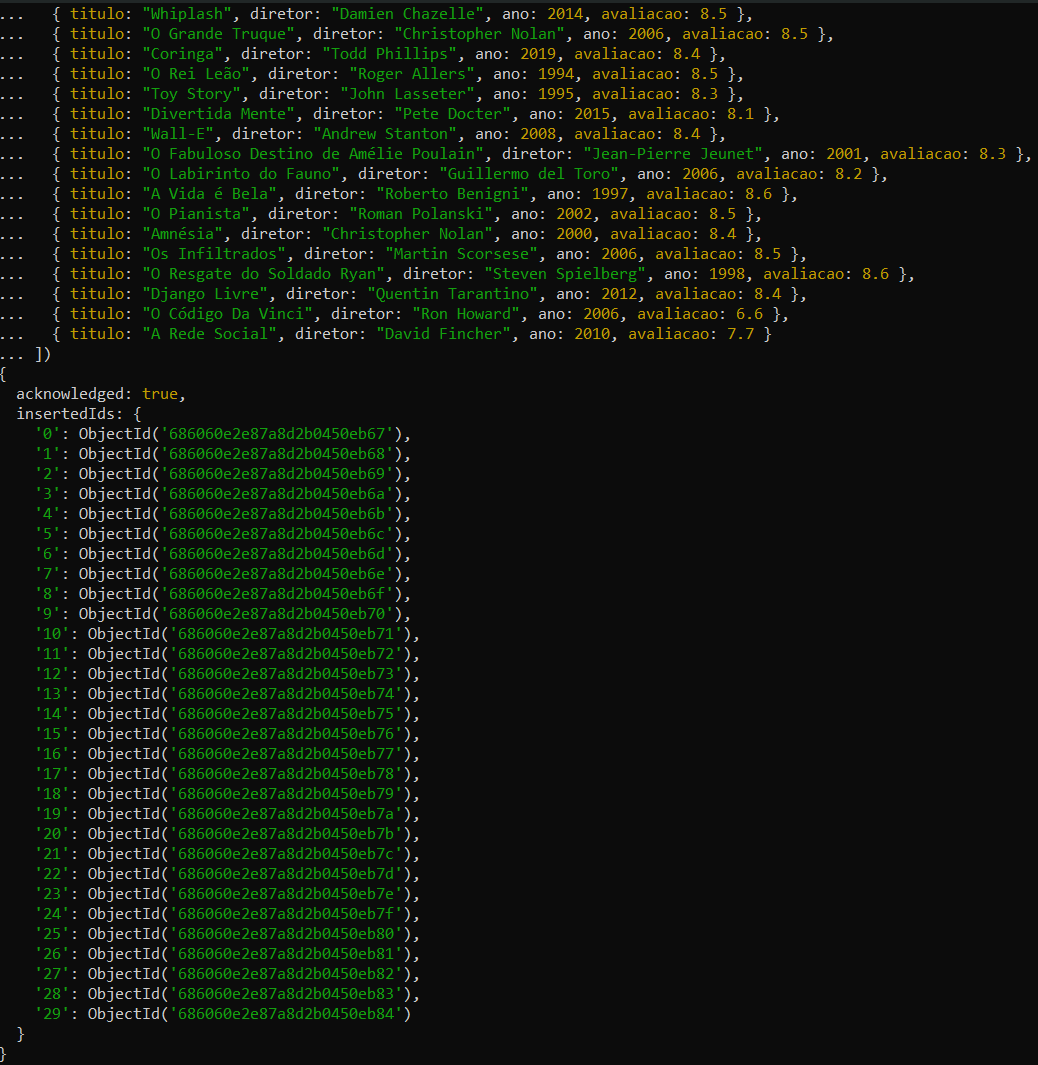 ...   { titulo: "Whiplash", diretor: "Damien Chazelle", ano: 2014, avaliacao: 8.5 },
...   { titulo: "O Grande Truque", diretor: "Christopher Nolan", ano: 2006, avaliacao: 8.5 },
...   { titulo: "Coringa", diretor: "Todd Phillips", ano: 2019, avaliacao: 8.4 },
...   { titulo: "O Rei Leão", diretor: "Roger Allers", ano: 1994, avaliacao: 8.5 },
...   { titulo: "Toy Story", diretor: "John Lasseter", ano: 1995, avaliacao: 8.3 },
...   { titulo: "Divertida Mente", diretor: "Pete Docter", ano: 2015, avaliacao: 8.1 },
...   { titulo: "Wall-E", diretor: "Andrew Stanton", ano: 2008, avaliacao: 8.4 },
...   { titulo: "O Fabuloso Destino de Amélie Poulain", diretor: "Jean-Pierre Jeunet", ano: 2001, avaliacao: 8.3 },
...   { titulo: "O Labirinto do Fauno", diretor: "Guillermo del Toro", ano: 2006, avaliacao: 8.2 },
...   { titulo: "A Vida é Bela", diretor: "Roberto Benigni", ano: 1997, avaliacao: 8.6 },
...   { titulo: "O Pianista", diretor: "Roman Polanski", ano: 2002, avaliacao: 8.5 },
...   { titulo: "Amnésia", diretor: "Christopher Nolan", ano: 2000, avaliacao: 8.4 },
...   { titulo: "Os Infiltrados", diretor: "Martin Scorsese", ano: 2006, avaliacao: 8.5 },
...   { titulo: "O Resgate do Soldado Ryan", diretor: "Steven Spielberg", ano: 1998, avaliacao: 8.6 },
...   { titulo: "Django Livre", diretor: "Quentin Tarantino", ano: 2012, avaliacao: 8.4 },
...   { titulo: "O Código Da Vinci", diretor: "Ron Howard", ano: 2006, avaliacao: 6.6 },
...   { titulo: "A Rede Social", diretor: "David Fincher", ano: 2010, avaliacao: 7.7 }
... ])
{
  acknowledged: true,
  insertedIds: {
    '0': ObjectId('686060e2e87a8d2b0450eb67'),
    '1': ObjectId('686060e2e87a8d2b0450eb68'),
    '2': ObjectId('686060e2e87a8d2b0450eb69'),
    '3': ObjectId('686060e2e87a8d2b0450eb6a'),
    '4': ObjectId('686060e2e87a8d2b0450eb6b'),
    '5': ObjectId('686060e2e87a8d2b0450eb6c'),
    '6': ObjectId('686060e2e87a8d2b0450eb6d'),
    '7': ObjectId('686060e2e87a8d2b0450eb6e'),
    '8': ObjectId('686060e2e87a8d2b0450eb6f'),
    '9': ObjectId('686060e2e87a8d2b0450eb70'),
    '10': ObjectId('686060e2e87a8d2b0450eb71'),
    '11': ObjectId('686060e2e87a8d2b0450eb72'),
    '12': ObjectId('686060e2e87a8d2b0450eb73'),
    '13': ObjectId('686060e2e87a8d2b0450eb74'),
    '14': ObjectId('686060e2e87a8d2b0450eb75'),
    '15': ObjectId('686060e2e87a8d2b0450eb76'),
    '16': ObjectId('686060e2e87a8d2b0450eb77'),
    '17': ObjectId('686060e2e87a8d2b0450eb78'),
    '18': ObjectId('686060e2e87a8d2b0450eb79'),
    '19': ObjectId('686060e2e87a8d2b0450eb7a'),
    '20': ObjectId('686060e2e87a8d2b0450eb7b'),
    '21': ObjectId('686060e2e87a8d2b0450eb7c'),
    '22': ObjectId('686060e2e87a8d2b0450eb7d'),
    '23': ObjectId('686060e2e87a8d2b0450eb7e'),
    '24': ObjectId('686060e2e87a8d2b0450eb7f'),
    '25': ObjectId('686060e2e87a8d2b0450eb80'),
    '26': ObjectId('686060e2e87a8d2b0450eb81'),
    '27': ObjectId('686060e2e87a8d2b0450eb82'),
    '28': ObjectId('686060e2e87a8d2b0450eb83'),
    '29': ObjectId('686060e2e87a8d2b0450eb84')
  }
}